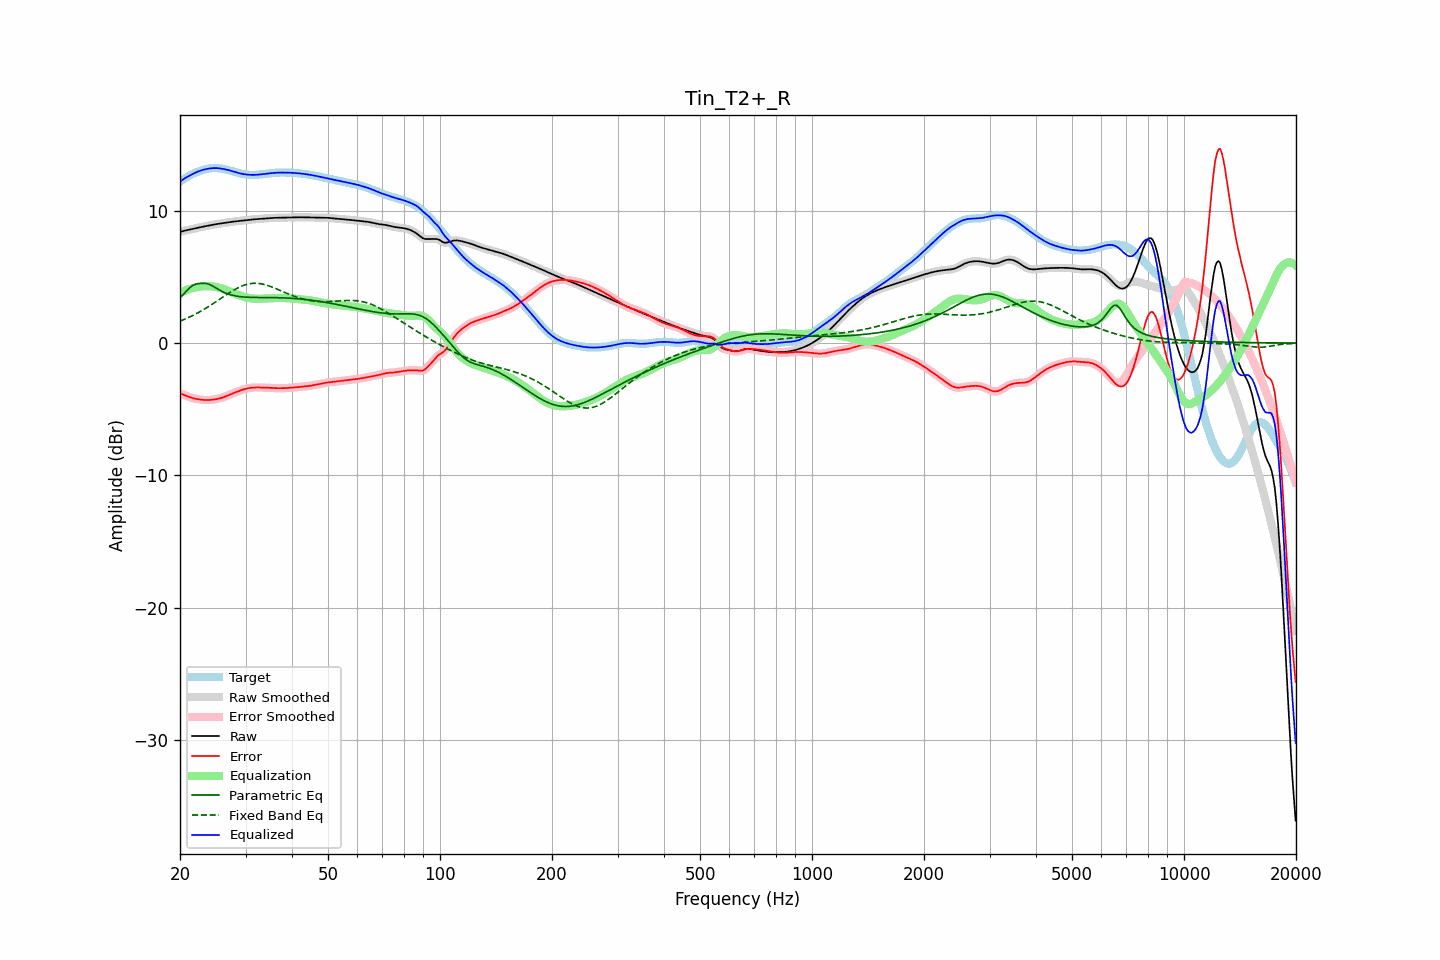 Tin_T2+_R
10
0
−10
−20
−30
Amplitude (dBr)
Target
Raw Smoothed
Error Smoothed
Raw
Error
Equalization
Parametric Eq
Fixed Band Eq
Equalized
20 50 100 200 500 1000 2000 5000 10000 20000
Frequency (Hz)